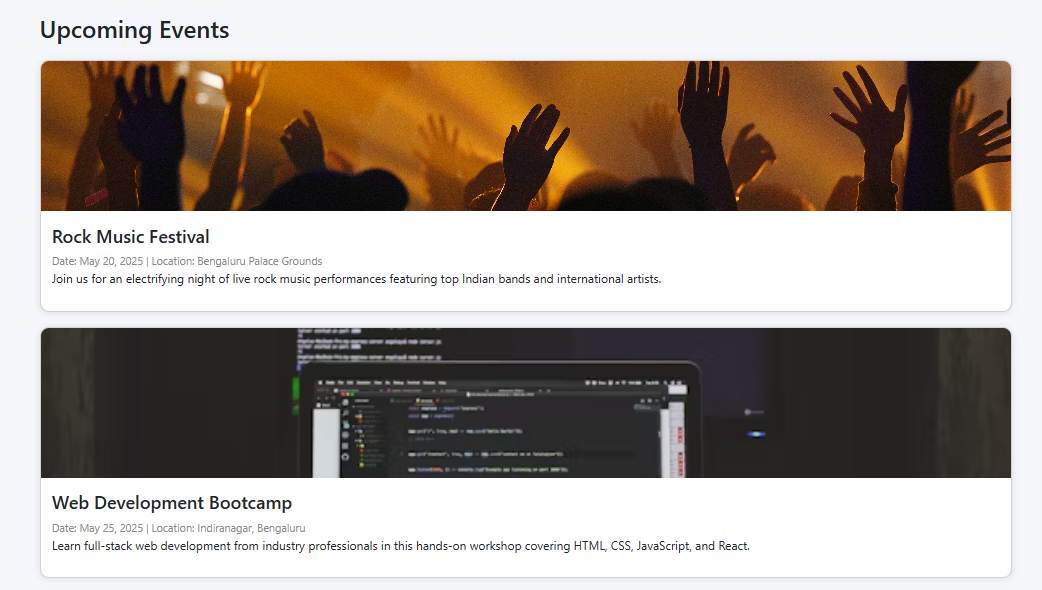 Upcoming Events
Rock Music Festival
Date: May 20, 2025 | Location: Bengaluru Palace Grounds
Join us for an electrifying night of live rock music performances featuring top Indian bands and international artists.
Web Development Bootcamp
Date: May 25, 2025 | Location: Indiranagar, Bengaluru
Learn full-stack web development from industry professionals in this hands-on workshop covering HTML, CSS, JavaScript, and React.